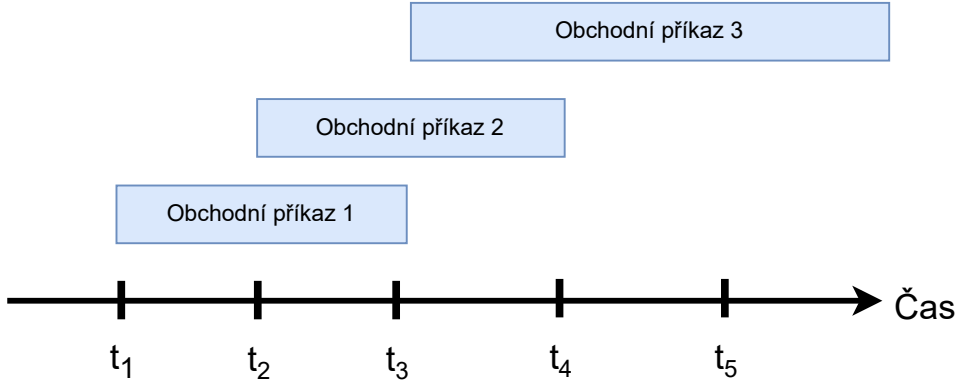 Obchodní příkaz 3
Obchodní příkaz 2
Obchodní příkaz 1
Čas
t₁ t₂ t₃ t₄ t₅